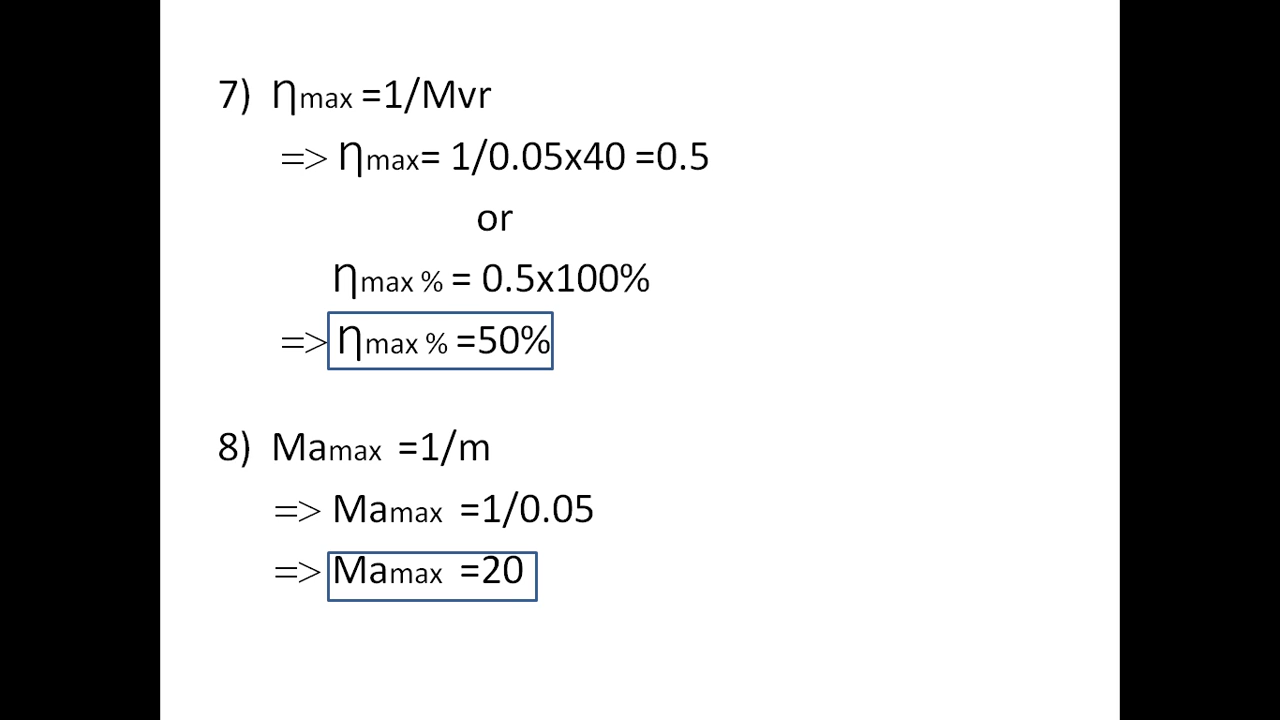 7) ηmax =1/Mvr
=> ηmax= 1/0.05x40 =0.5
or
ηmax % = 0.5x100%
=> ηmax % =50%
8) Mamax =1/m
=> Mamax =1/0.05
=> Mamax =20